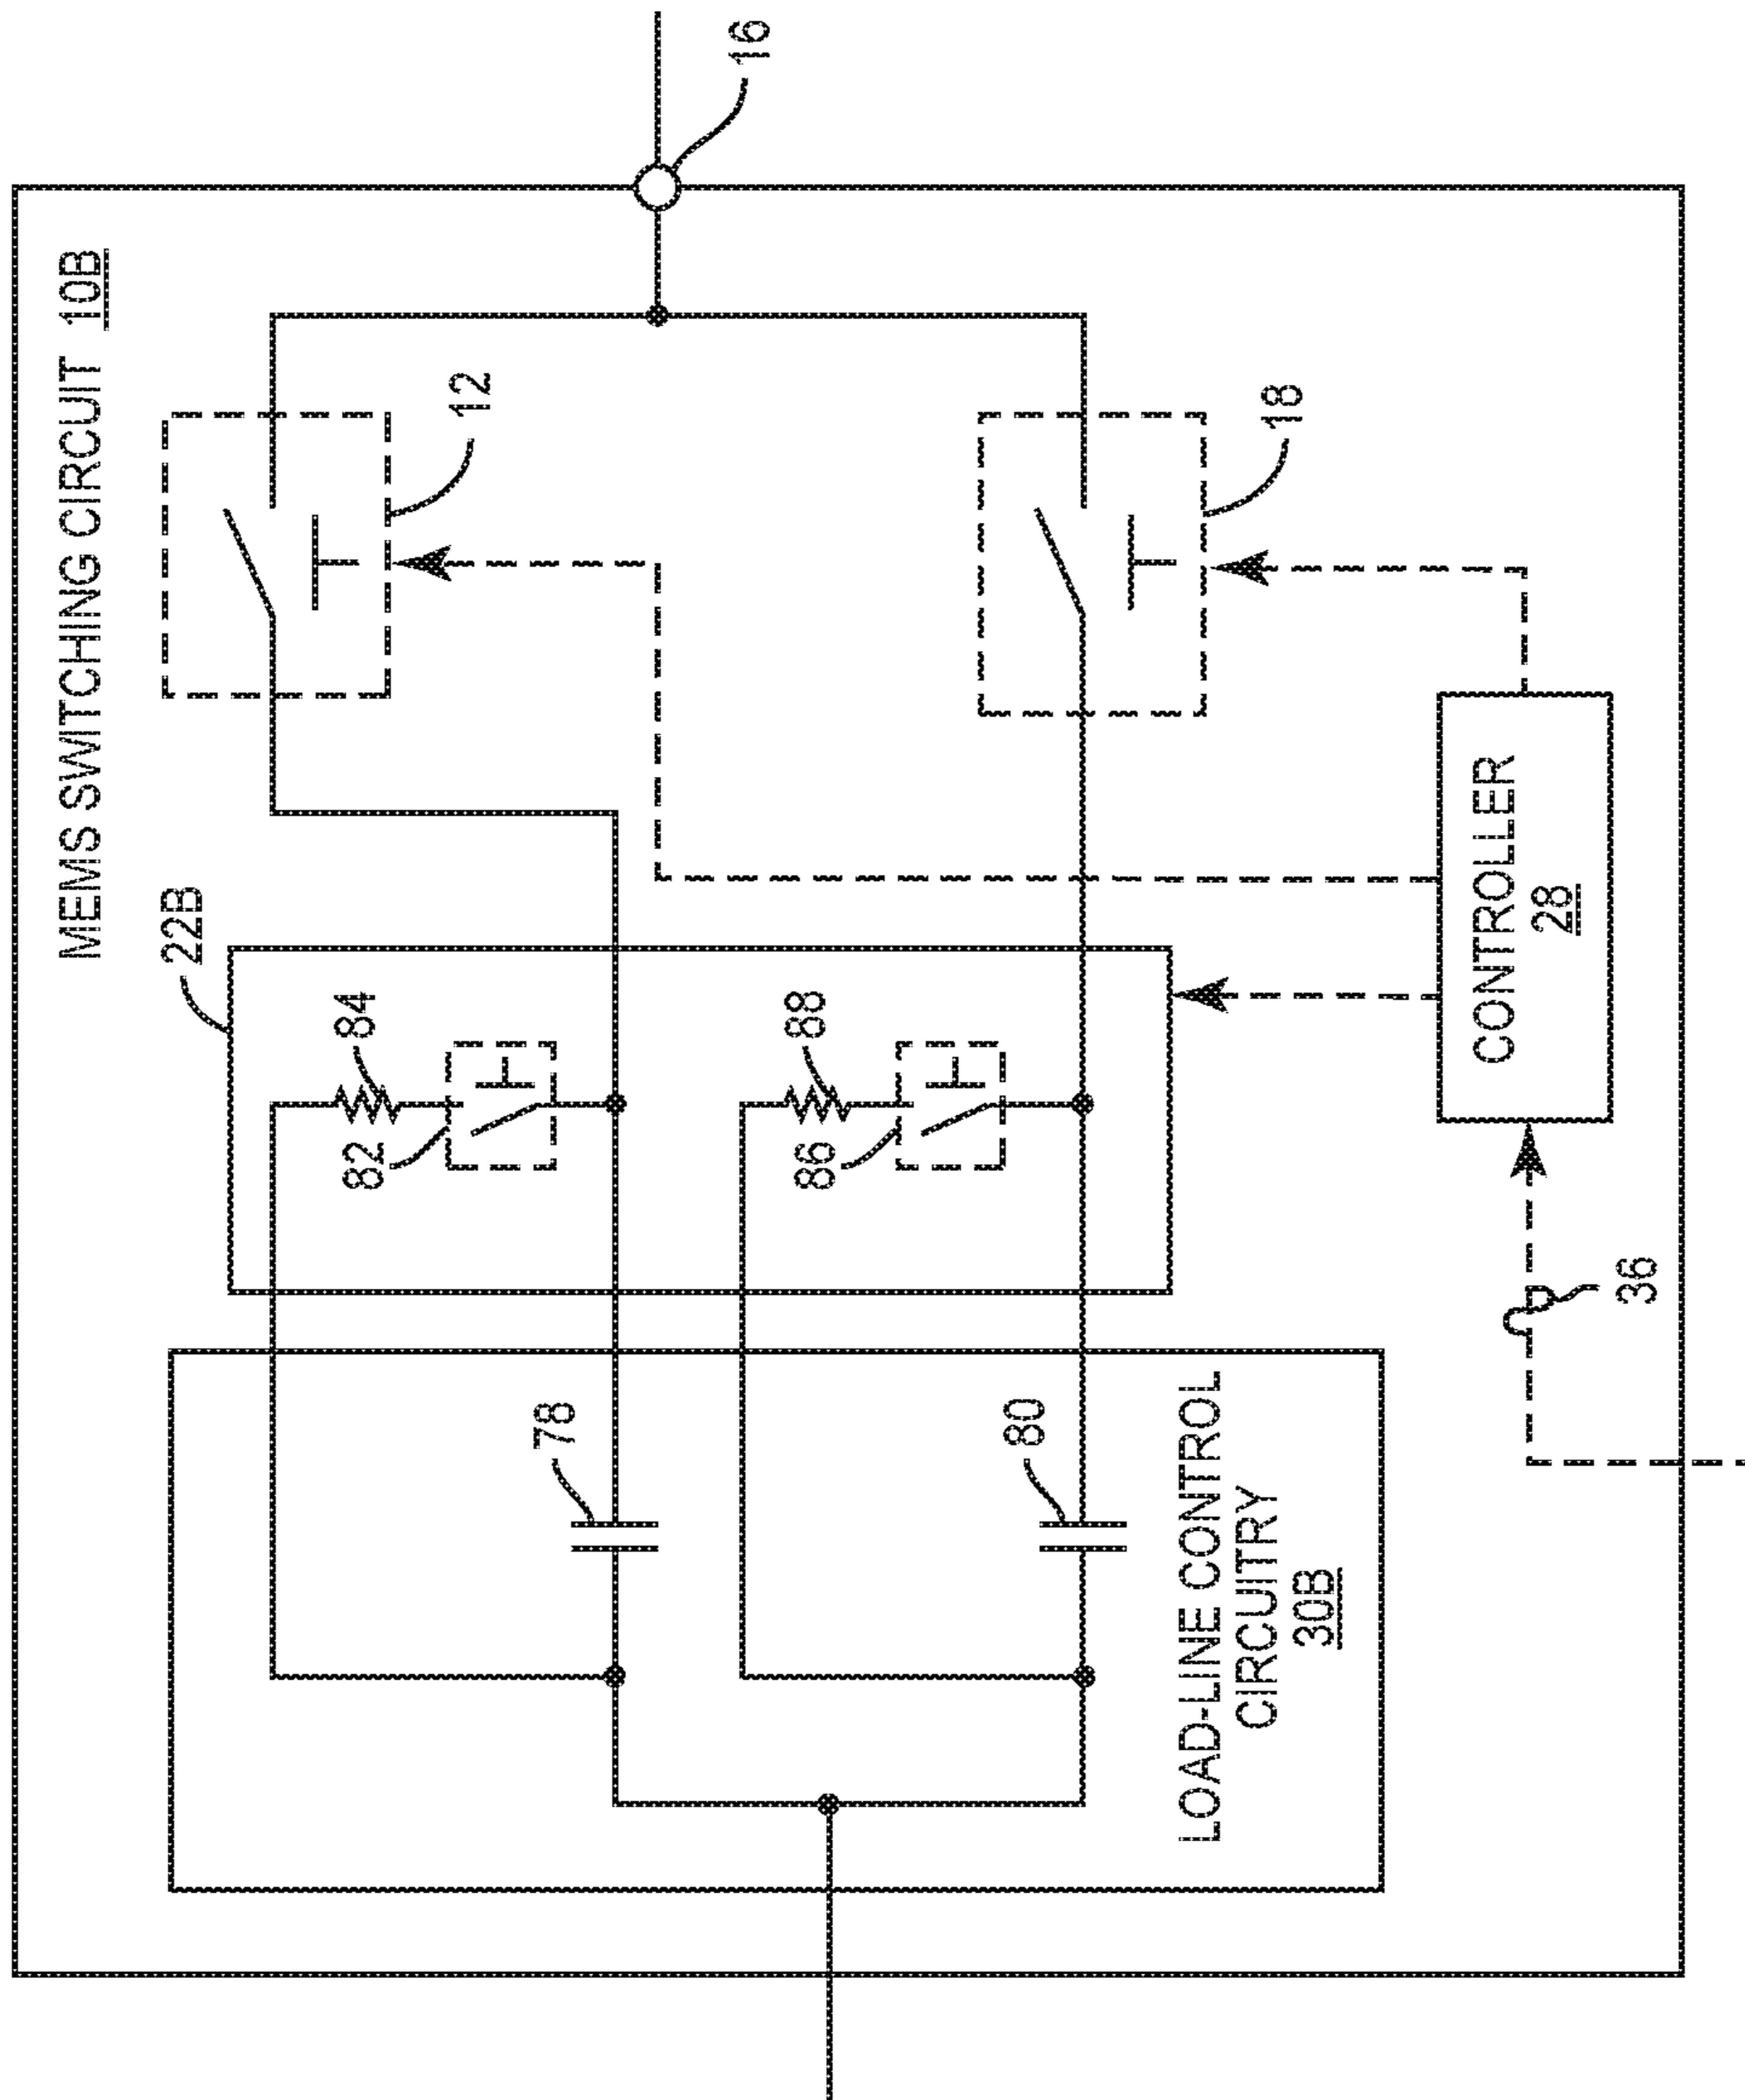 MEMS SWITCHING CIRCUIT 10B
16
12
18
22B
84
82
88
86
CONTROLLER
28
36
78
80
LOAD-LINE CONTROL
CIRCUITRY
30B